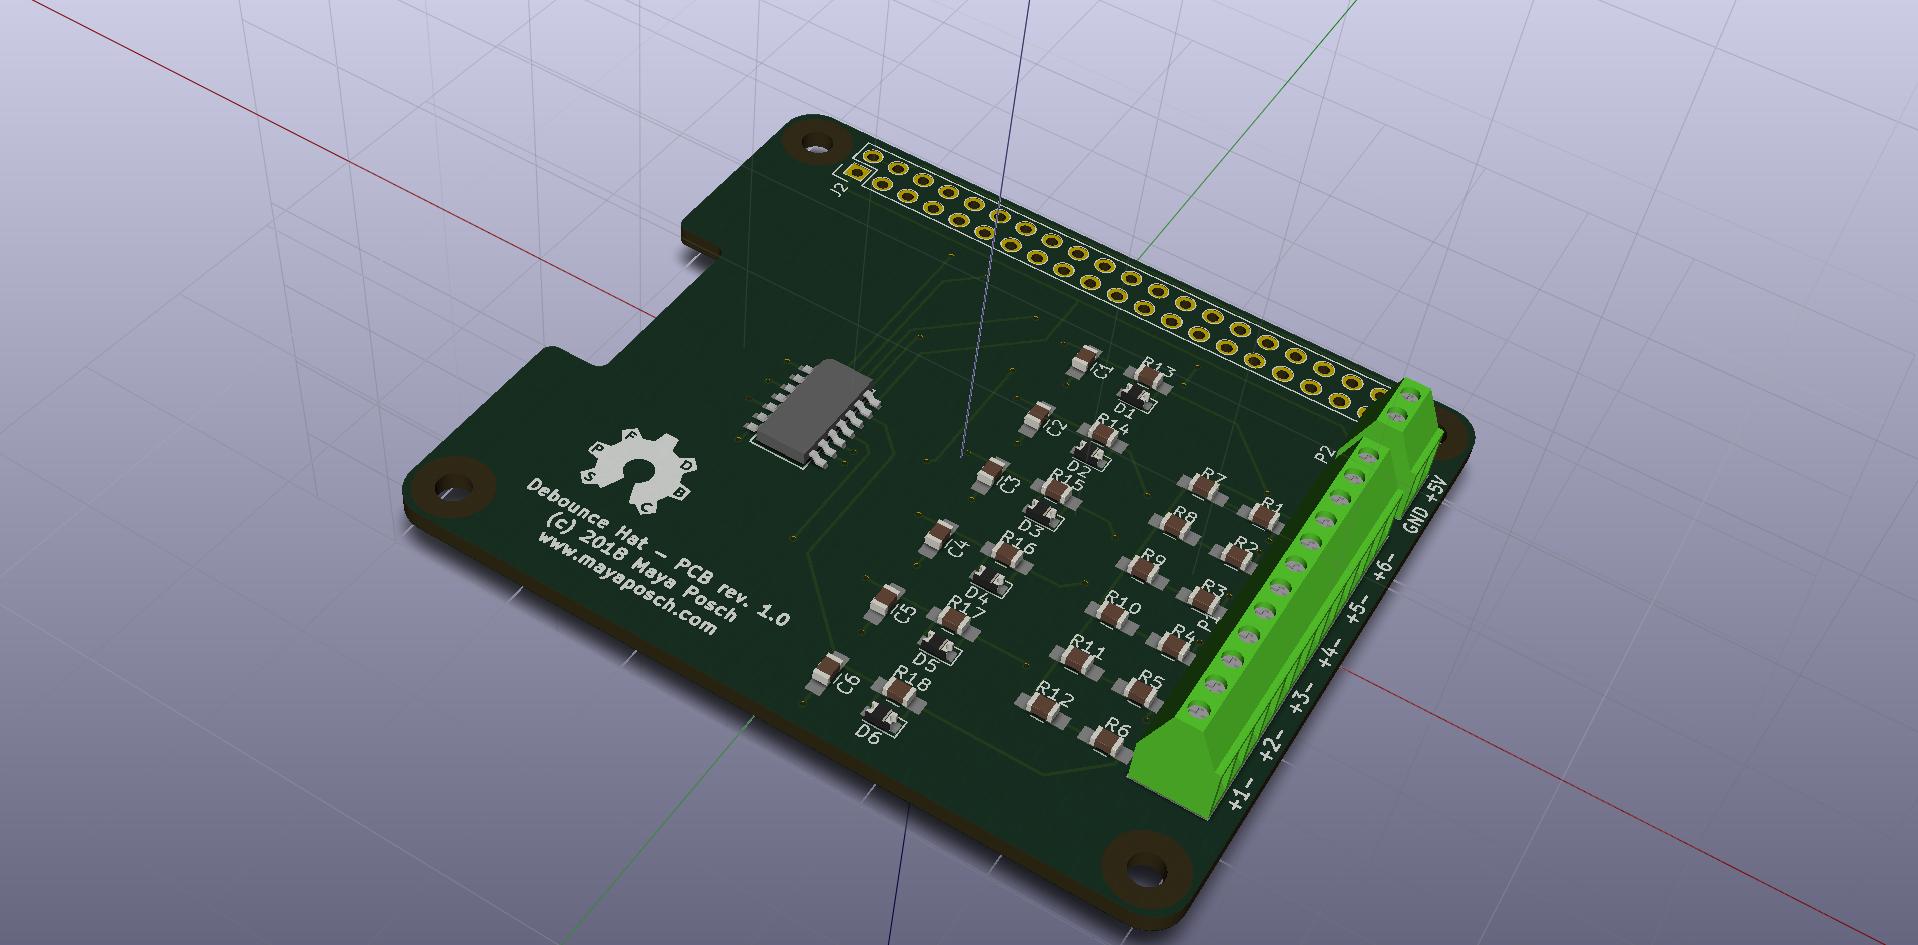 J2
C1
R13
D1
C2
R14
D2
P2
C3
R15
D3
R7
R1
+5V
GND
C4
R16
D4
R8
R2
+6-
C5
R17
D5
R9
R3
P1
+5-
R10
R4
+4-
C6
R18
D6
R11
R5
+3-
R12
R6
+2-
+1-
F
P
S
D
B
C
Debounce Hat - PCB rev. 1.0
(c) 2018 Maya Posch
www.mayaposch.com